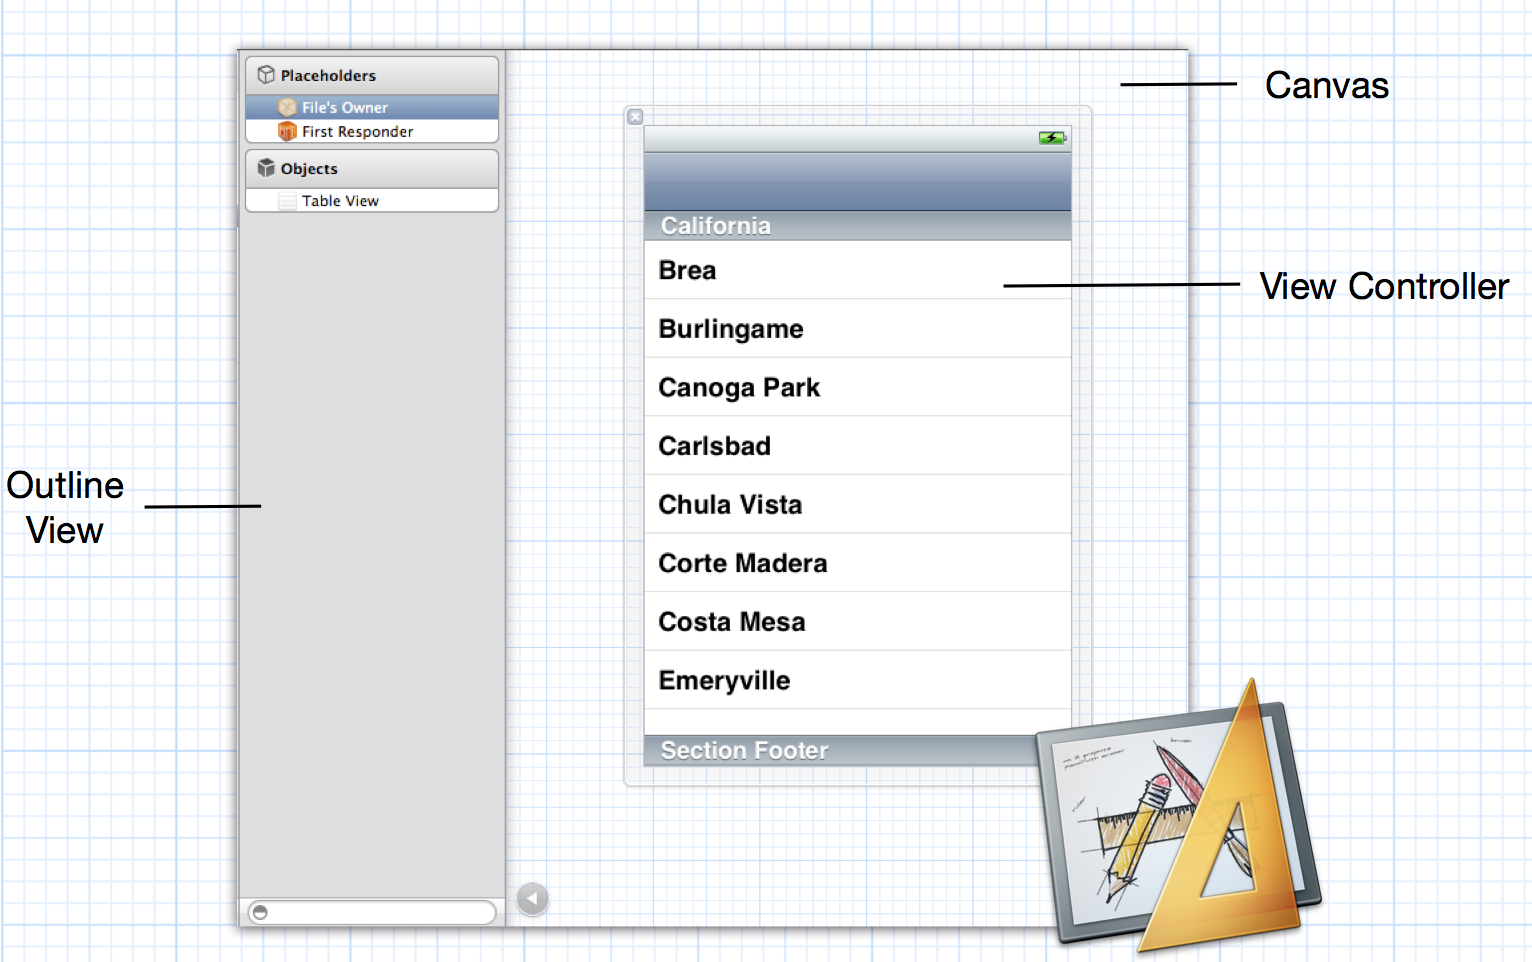 Placeholders
File's Owner
First Responder
Objects
Table View
Outline
View
Canvas
View Controller
California
Brea
Burlingame
Canoga Park
Carlsbad
Chula Vista
Corte Madera
Costa Mesa
Emeryville
Section Footer